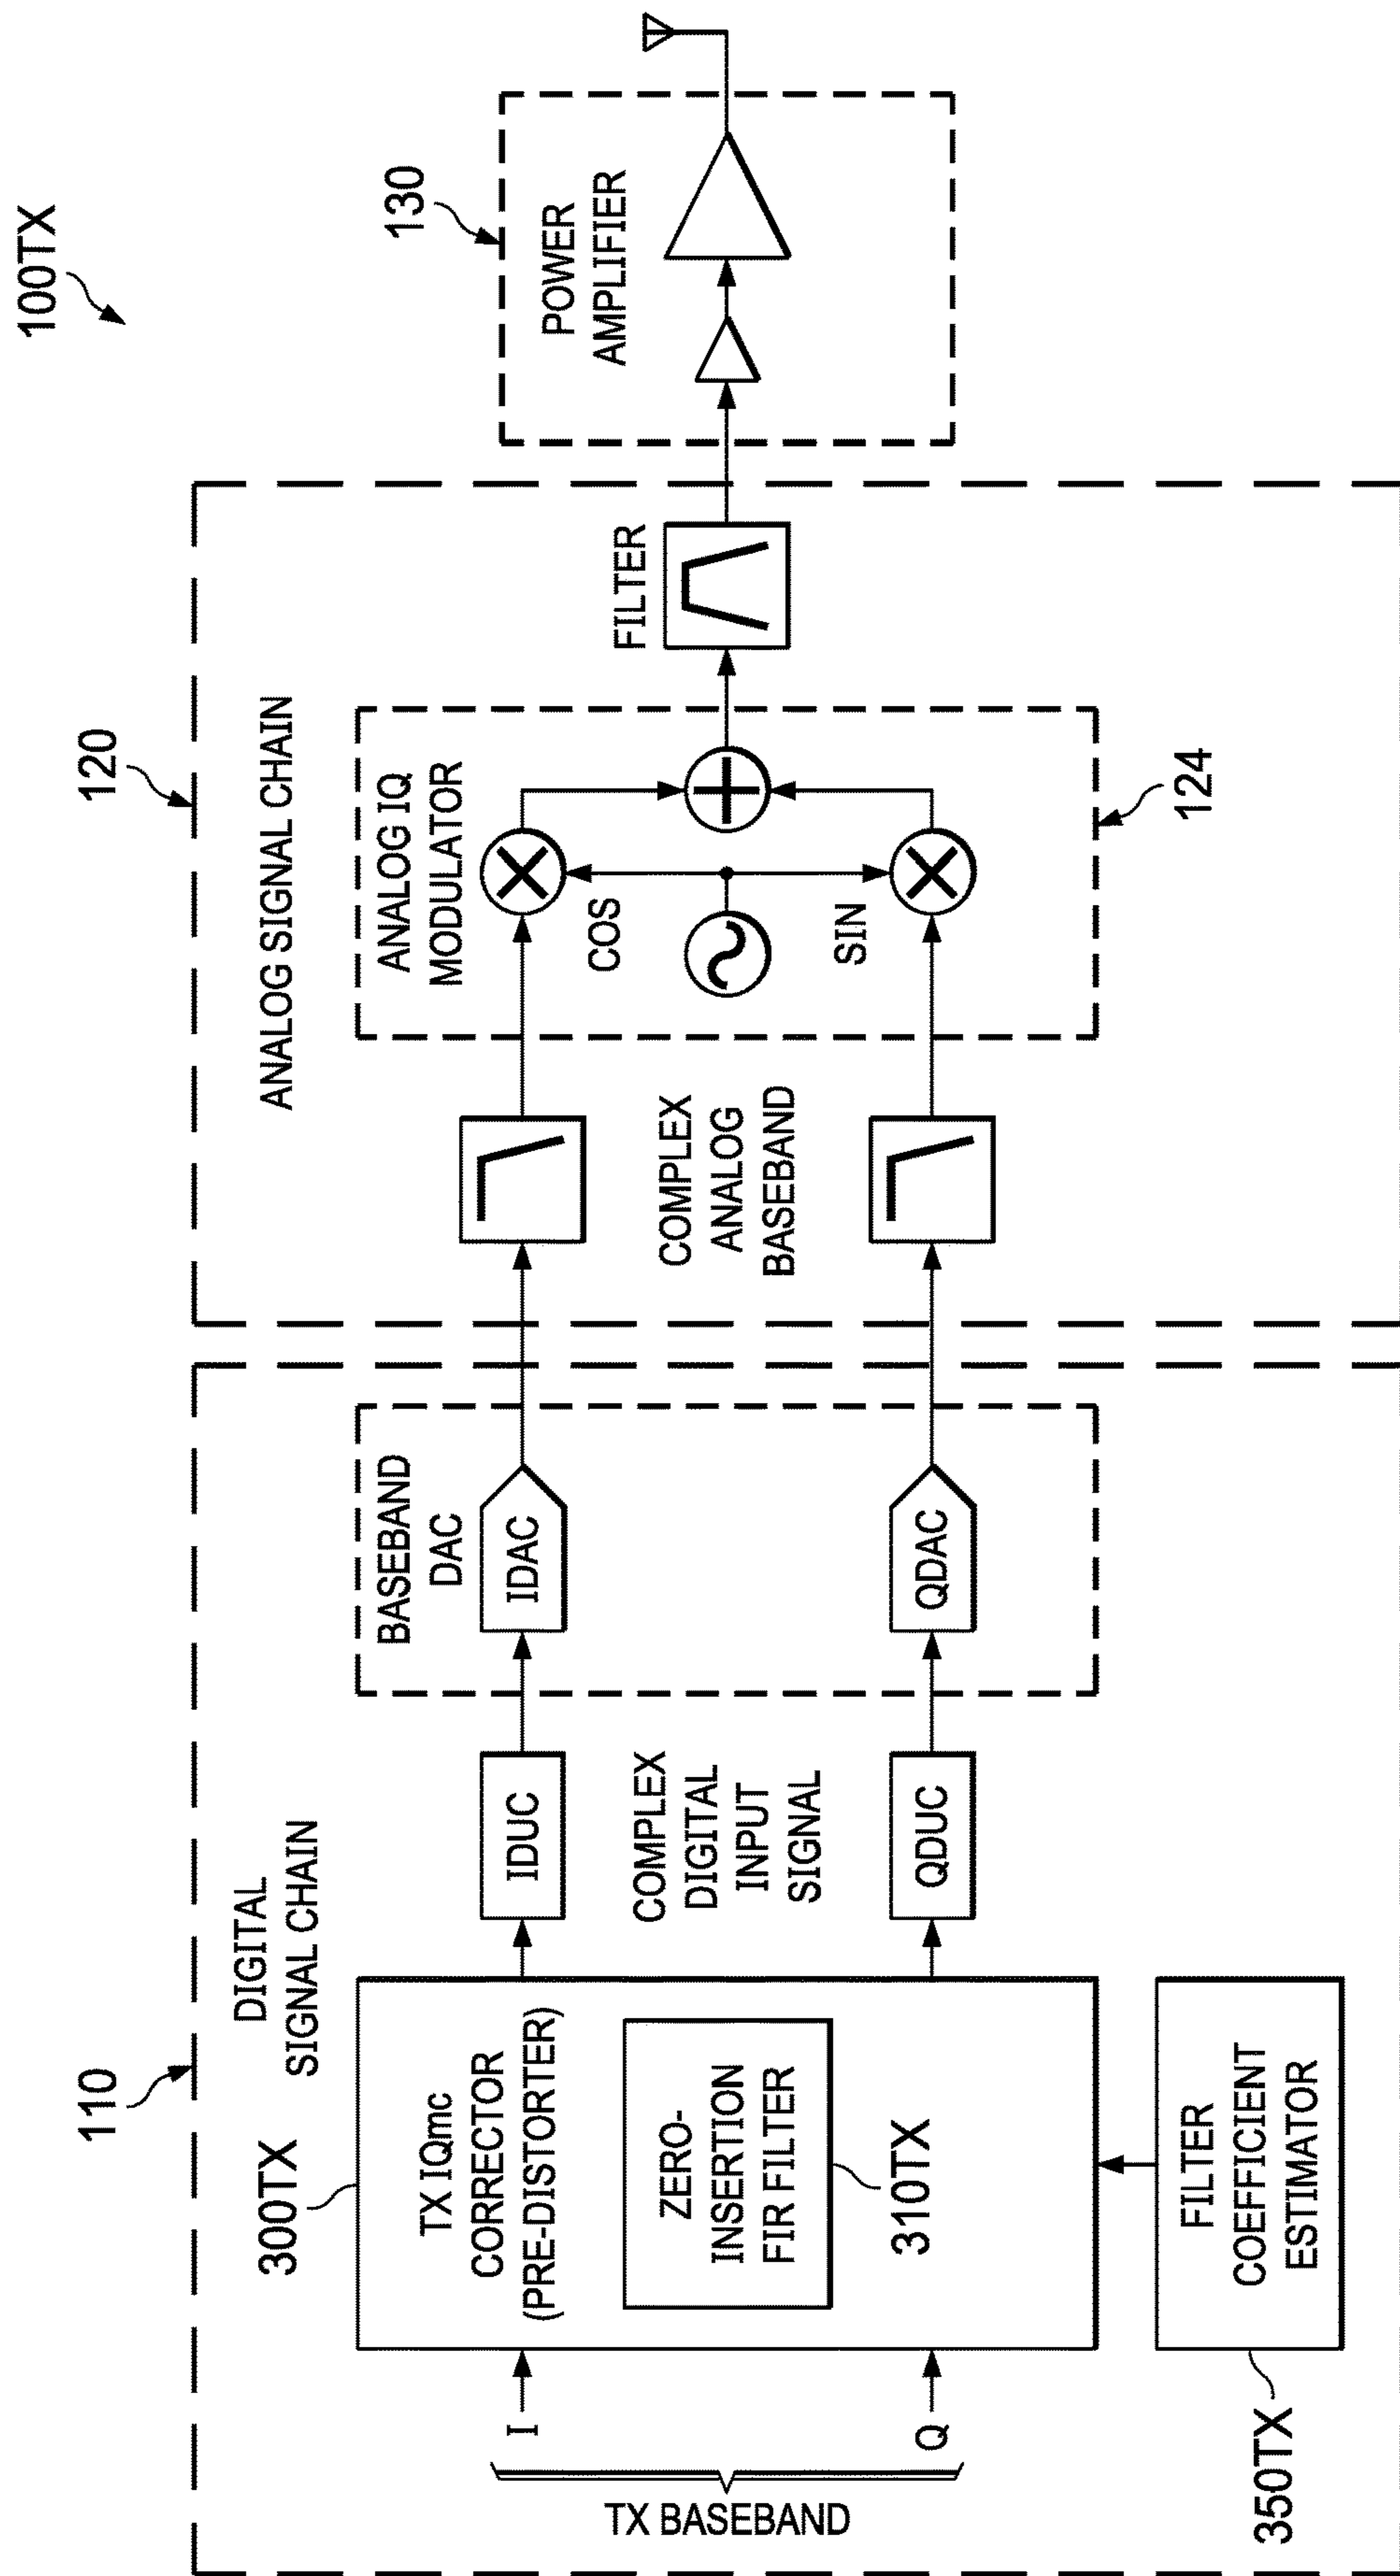 100TX
110
DIGITAL
SIGNAL CHAIN
300TX
TX IQmc
CORRECTOR
(PRE-DISTORTER)
ZERO-
INSERTION
FIR FILTER
310TX
I
Q
TX BASEBAND
FILTER
COEFFICIENT
ESTIMATOR
350TX
IDUC
COMPLEX
DIGITAL
INPUT
SIGNAL
QDUC
BASEBAND
DAC
IDAC
QDAC
120
ANALOG SIGNAL CHAIN
COMPLEX
ANALOG
BASEBAND
ANALOG IQ
MODULATOR
COS
SIN
124
FILTER
130
POWER
AMPLIFIER